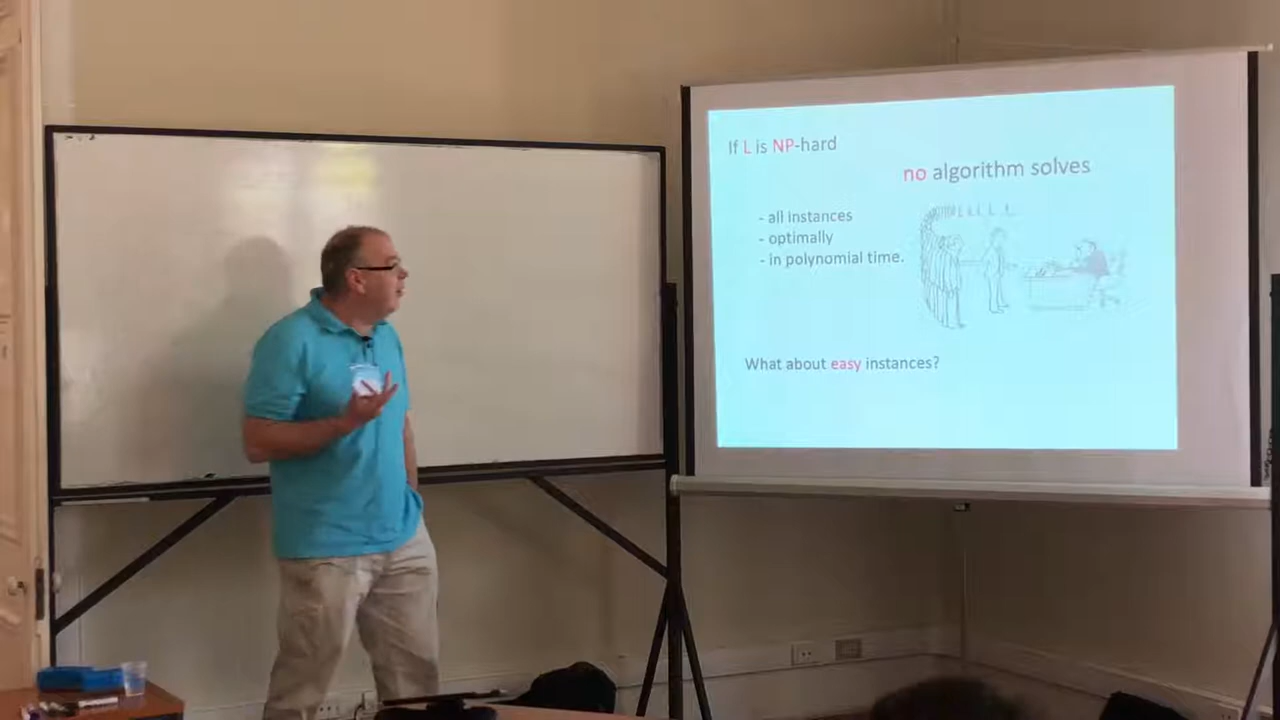 If L is NP-hard
no algorithm solves
- all instances
- optimally
- in polynomial time.
What about easy instances?